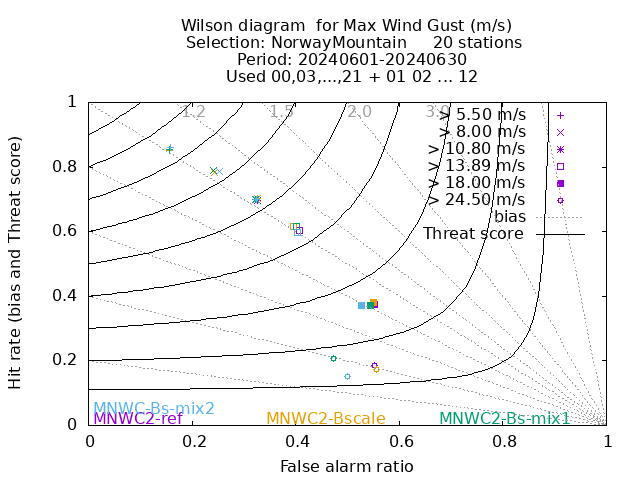 Wilson diagram  for Max Wind Gust (m/s)
Selection: NorwayMountain     20 stations
Period: 20240601-20240630
Used 00,03,...,21 + 01 02 ... 12
1.2 1.5 2.0 3.0
> 5.50 m/s
> 8.00 m/s
> 10.80 m/s
> 13.89 m/s
> 18.00 m/s
> 24.50 m/s
bias
Threat score
Hit rate (bias and Threat score)
1
0.8
0.6
0.4
0.2
0
MNWC-Bs-mix2
MNWC2-ref MNWC2-Bscale MNWC2-Bs-mix1
0 0.2 0.4 0.6 0.8 1
False alarm ratio